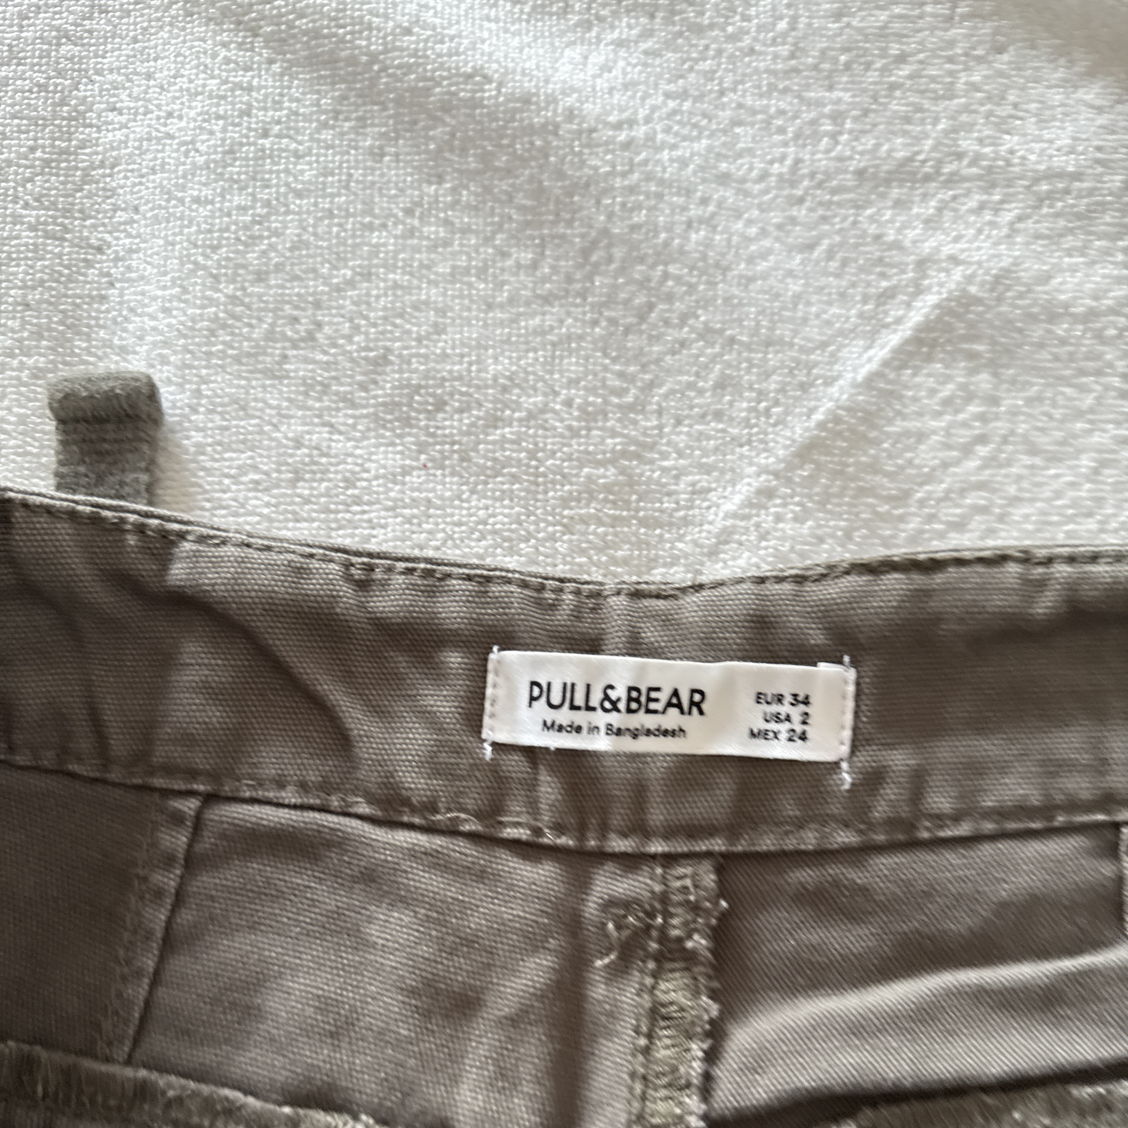 PULL&BEAR
Made in Bangladesh
EUR 34
USA 2
MEX 24